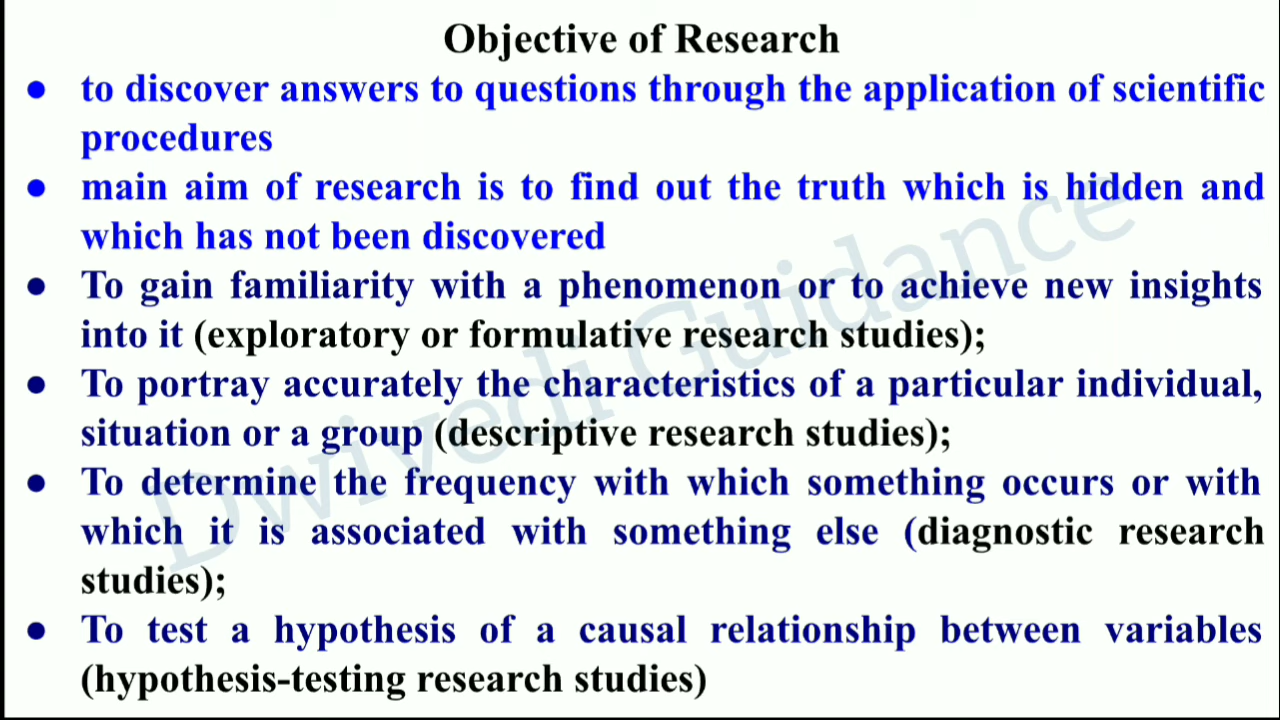 Objective of Research
● to discover answers to questions through the application of scientific
procedures
● main aim of research is to find out the truth which is hidden and
which has not been discovered
● To gain familiarity with a phenomenon or to achieve new insights
into it (exploratory or formulative research studies);
● To portray accurately the characteristics of a particular individual,
situation or a group (descriptive research studies);
● To determine the frequency with which something occurs or with
which it is associated with something else (diagnostic research
studies);
● To test a hypothesis of a causal relationship between variables
(hypothesis-testing research studies)
Dwivedi Guidance